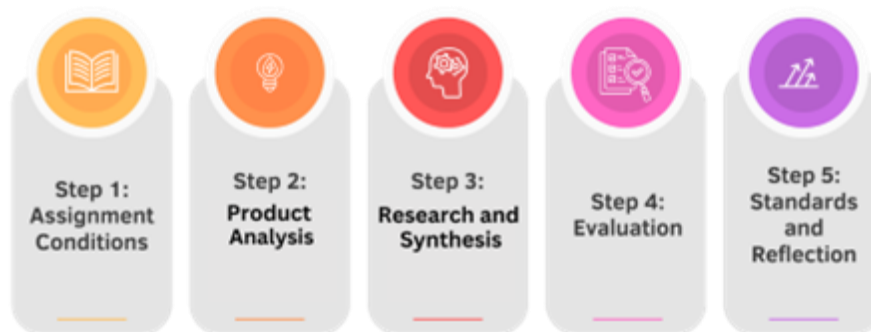 Step 1:
Assignment
Conditions
Step 2:
Product
Analysis
Step 3:
Research and
Synthesis
Step 4:
Evaluation
Step 5:
Standards
and
Reflection